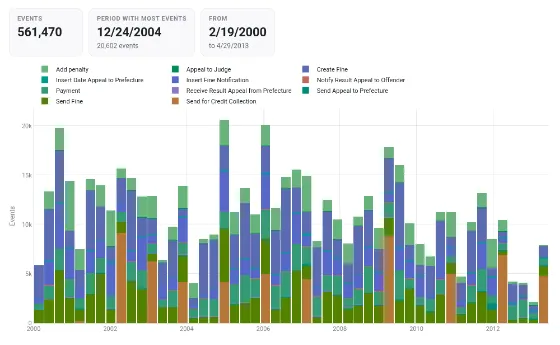 EVENTS PERIOD WITH MOST EVENTS FROM
561,470 12/24/2004 2/19/2000
20,602 events to 4/29/2013
Add penalty Appeal to Judge Create Fine
Insert Date Appeal to Prefecture Insert Fine Notification Notify Result Appeal to Offender
Payment Receive Result Appeal from Prefecture Send Appeal to Prefecture
Send Fine Send for Credit Collection
20k
15k
10k
5k
0
Events
2000 2002 2004 2006 2008 2010 2012